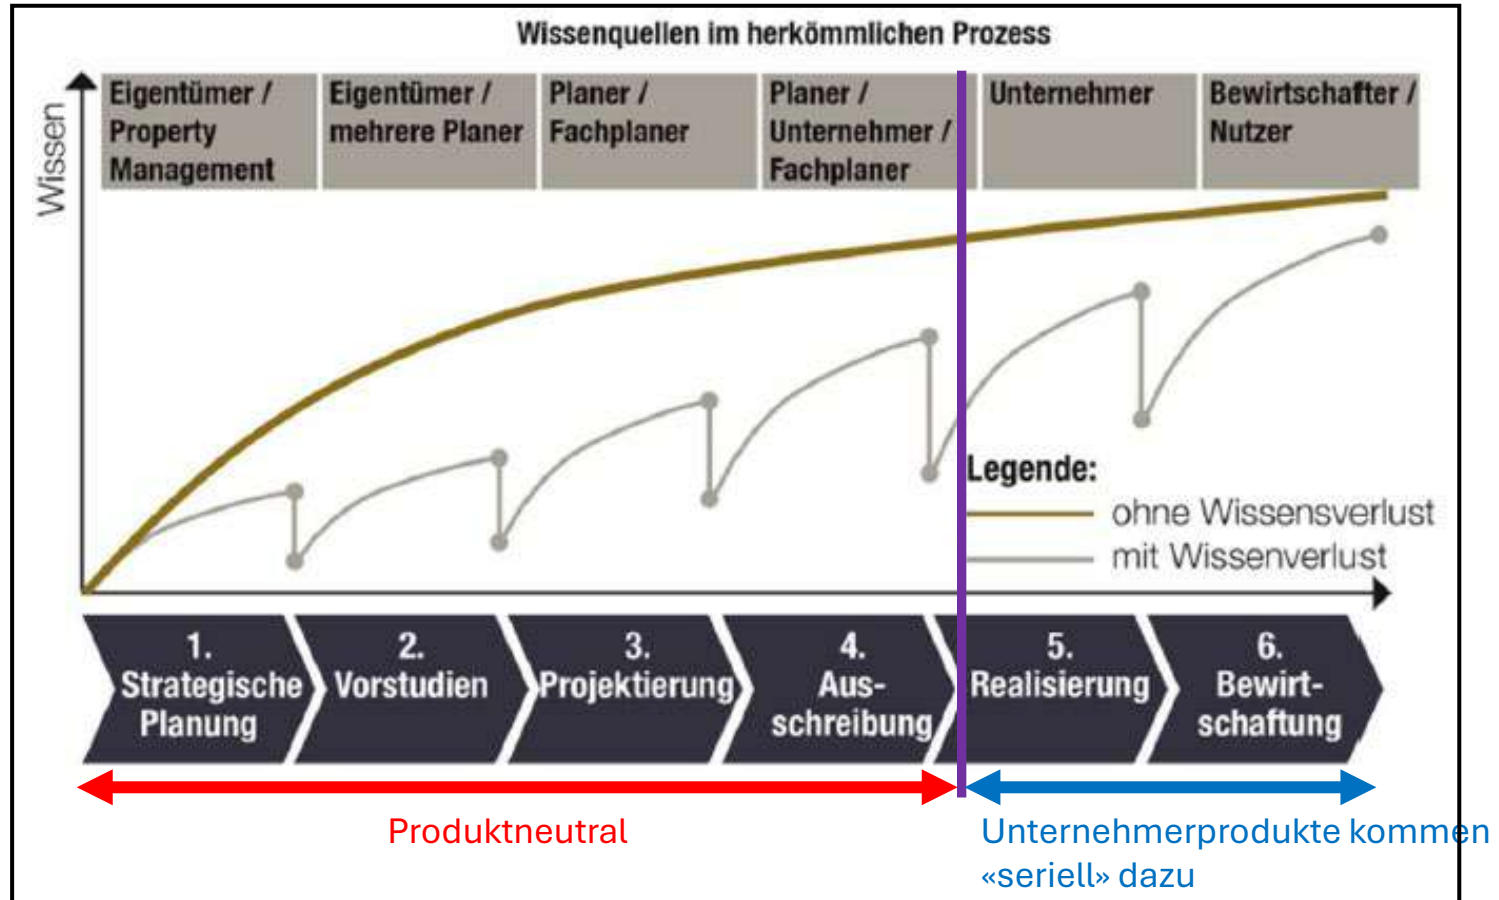 Wissenquellen im herkömmlichen Prozess
Wissen
Eigentümer /
Property
Management
Eigentümer /
mehrere Planer
Planer /
Fachplaner
Planer /
Unternehmer /
Fachplaner
Unternehmer
Bewirtschafter /
Nutzer
Legende:
ohne Wissensverlust
mit Wissenverlust
1.
Strategische
Planung
2.
Vorstudien
3.
Projektierung
4.
Aus-
schreibung
5.
Realisierung
6.
Bewirt-
schaftung
Produktneutral
Unternehmerprodukte kommen
«seriell» dazu